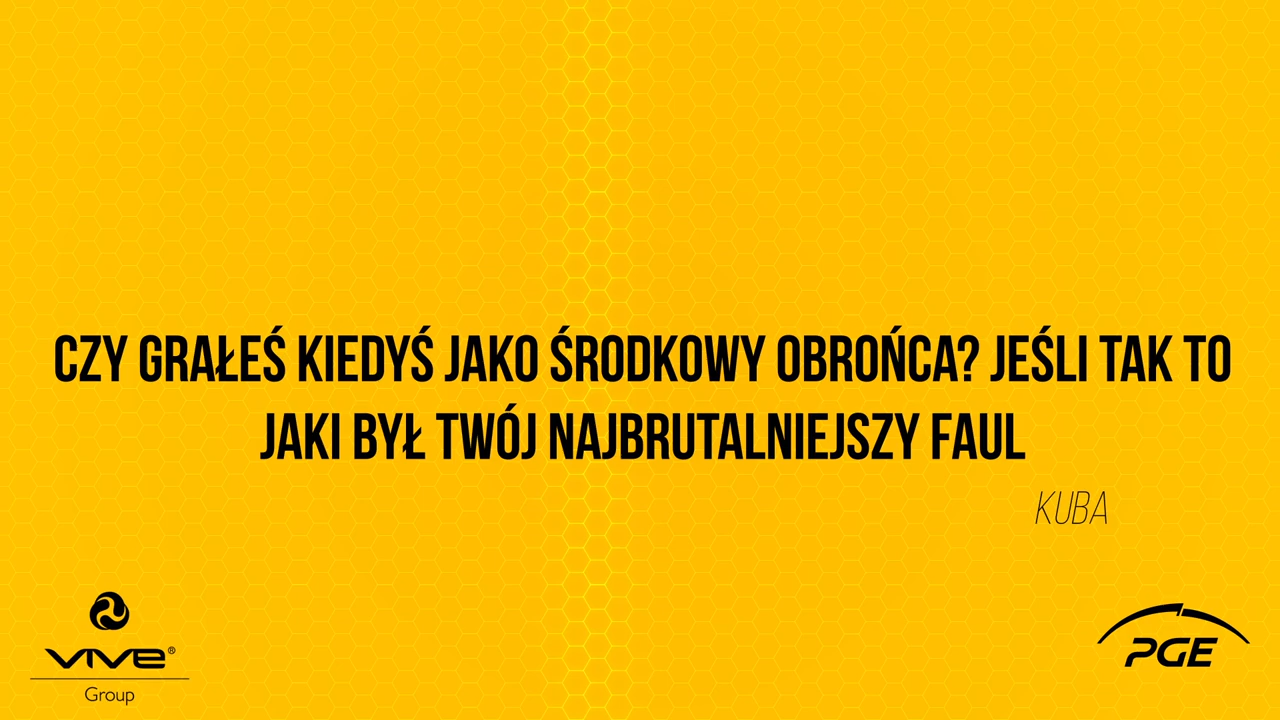 CZY GRAŁEŚ KIEDYŚ JAKO ŚRODKOWY OBROŃCA? JEŚLI TAK TO
JAKI BYŁ TWÓJ NAJBRUTALNIEJSZY FAUL
KUBA
VIVE®
Group
PGE